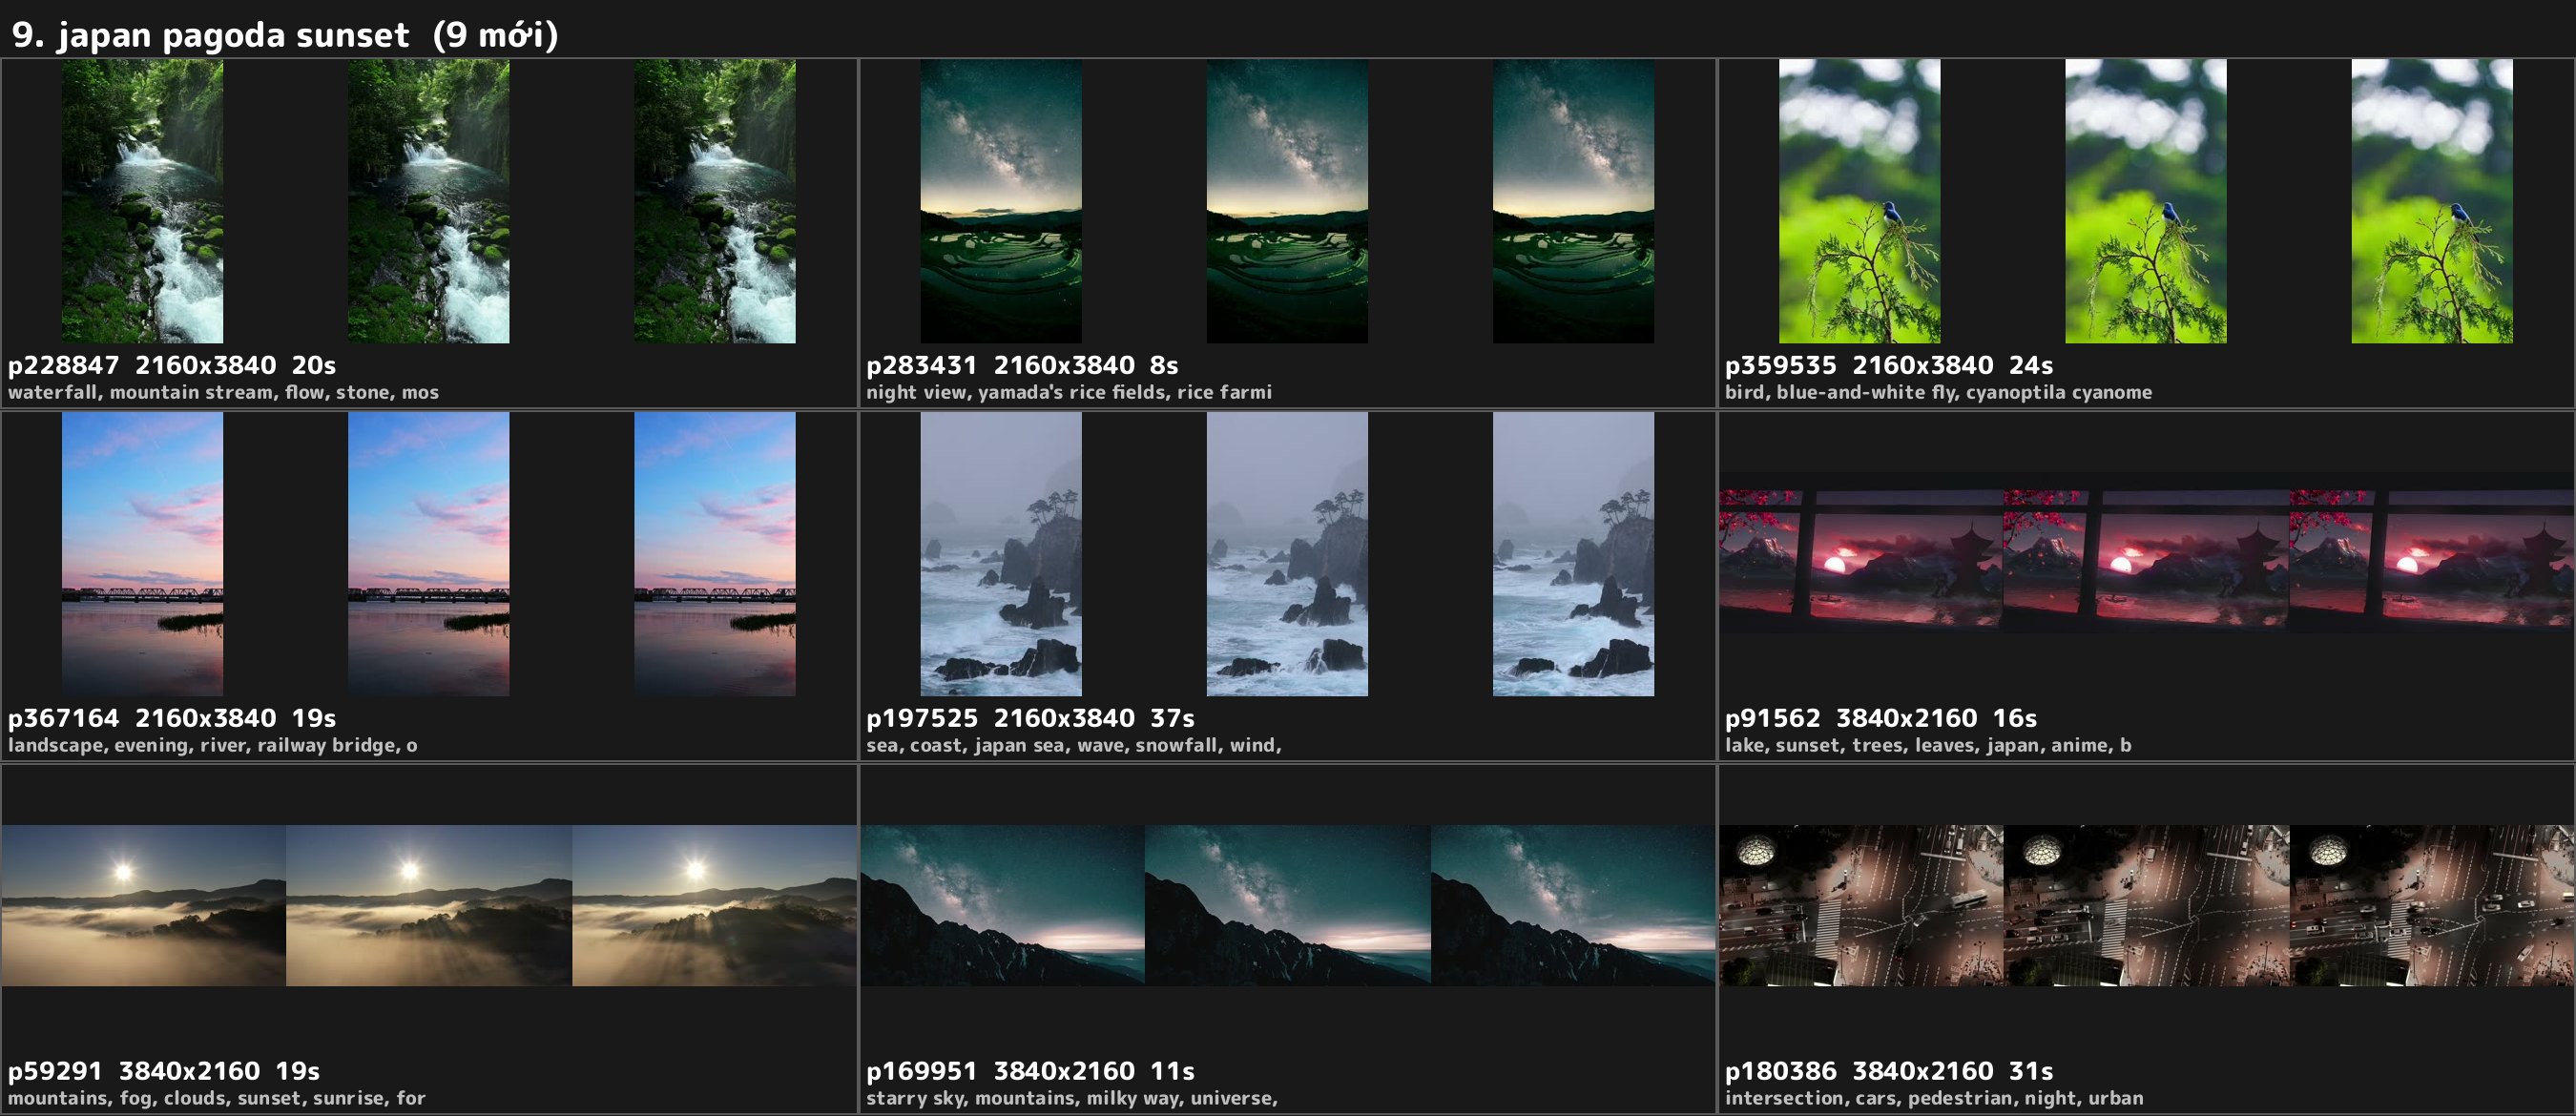 9. japan pagoda sunset (9 mới)
p228847 2160x3840 20s
waterfall, mountain stream, flow, stone, mos
p283431 2160x3840 8s
night view, yamada's rice fields, rice farmi
p359535 2160x3840 24s
bird, blue-and-white fly, cyanoptila cyanome
p367164 2160x3840 19s
landscape, evening, river, railway bridge, o
p197525 2160x3840 37s
sea, coast, japan sea, wave, snowfall, wind,
p91562 3840x2160 16s
lake, sunset, trees, leaves, japan, anime, b
p59291 3840x2160 19s
mountains, fog, clouds, sunset, sunrise, for
p169951 3840x2160 11s
starry sky, mountains, milky way, universe,
p180386 3840x2160 31s
intersection, cars, pedestrian, night, urban